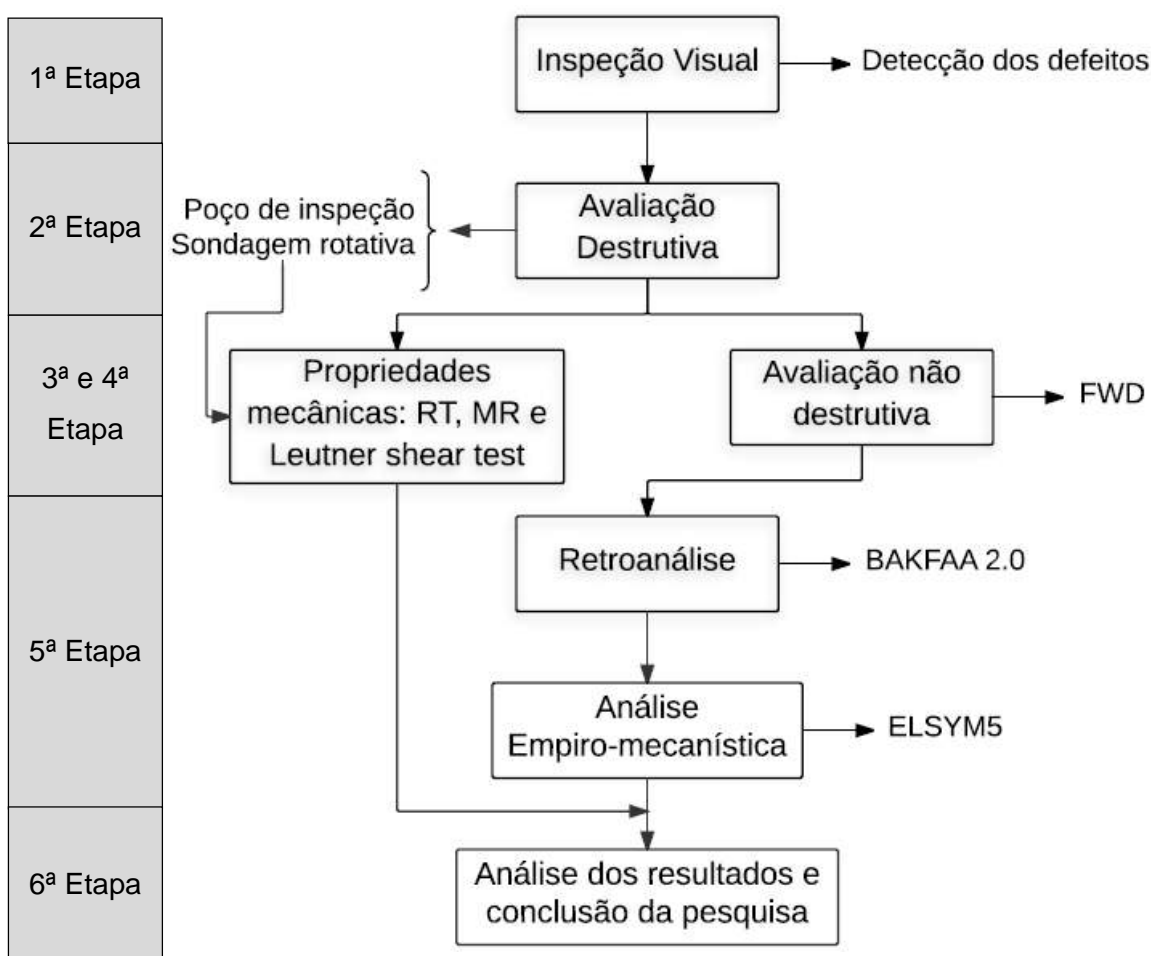 1ª Etapa
Inspeção Visual
Detecção dos defeitos
2ª Etapa
Poço de inspeção
Sondagem rotativa
Avaliação
Destrutiva
3ª e 4ª
Etapa
Propriedades
mecânicas: RT, MR e
Leutner shear test
Avaliação não
destrutiva
FWD
5ª Etapa
Retroanálise
BAKFAA 2.0
Análise
Empiro-mecanística
ELSYM5
6ª Etapa
Análise dos resultados e
conclusão da pesquisa